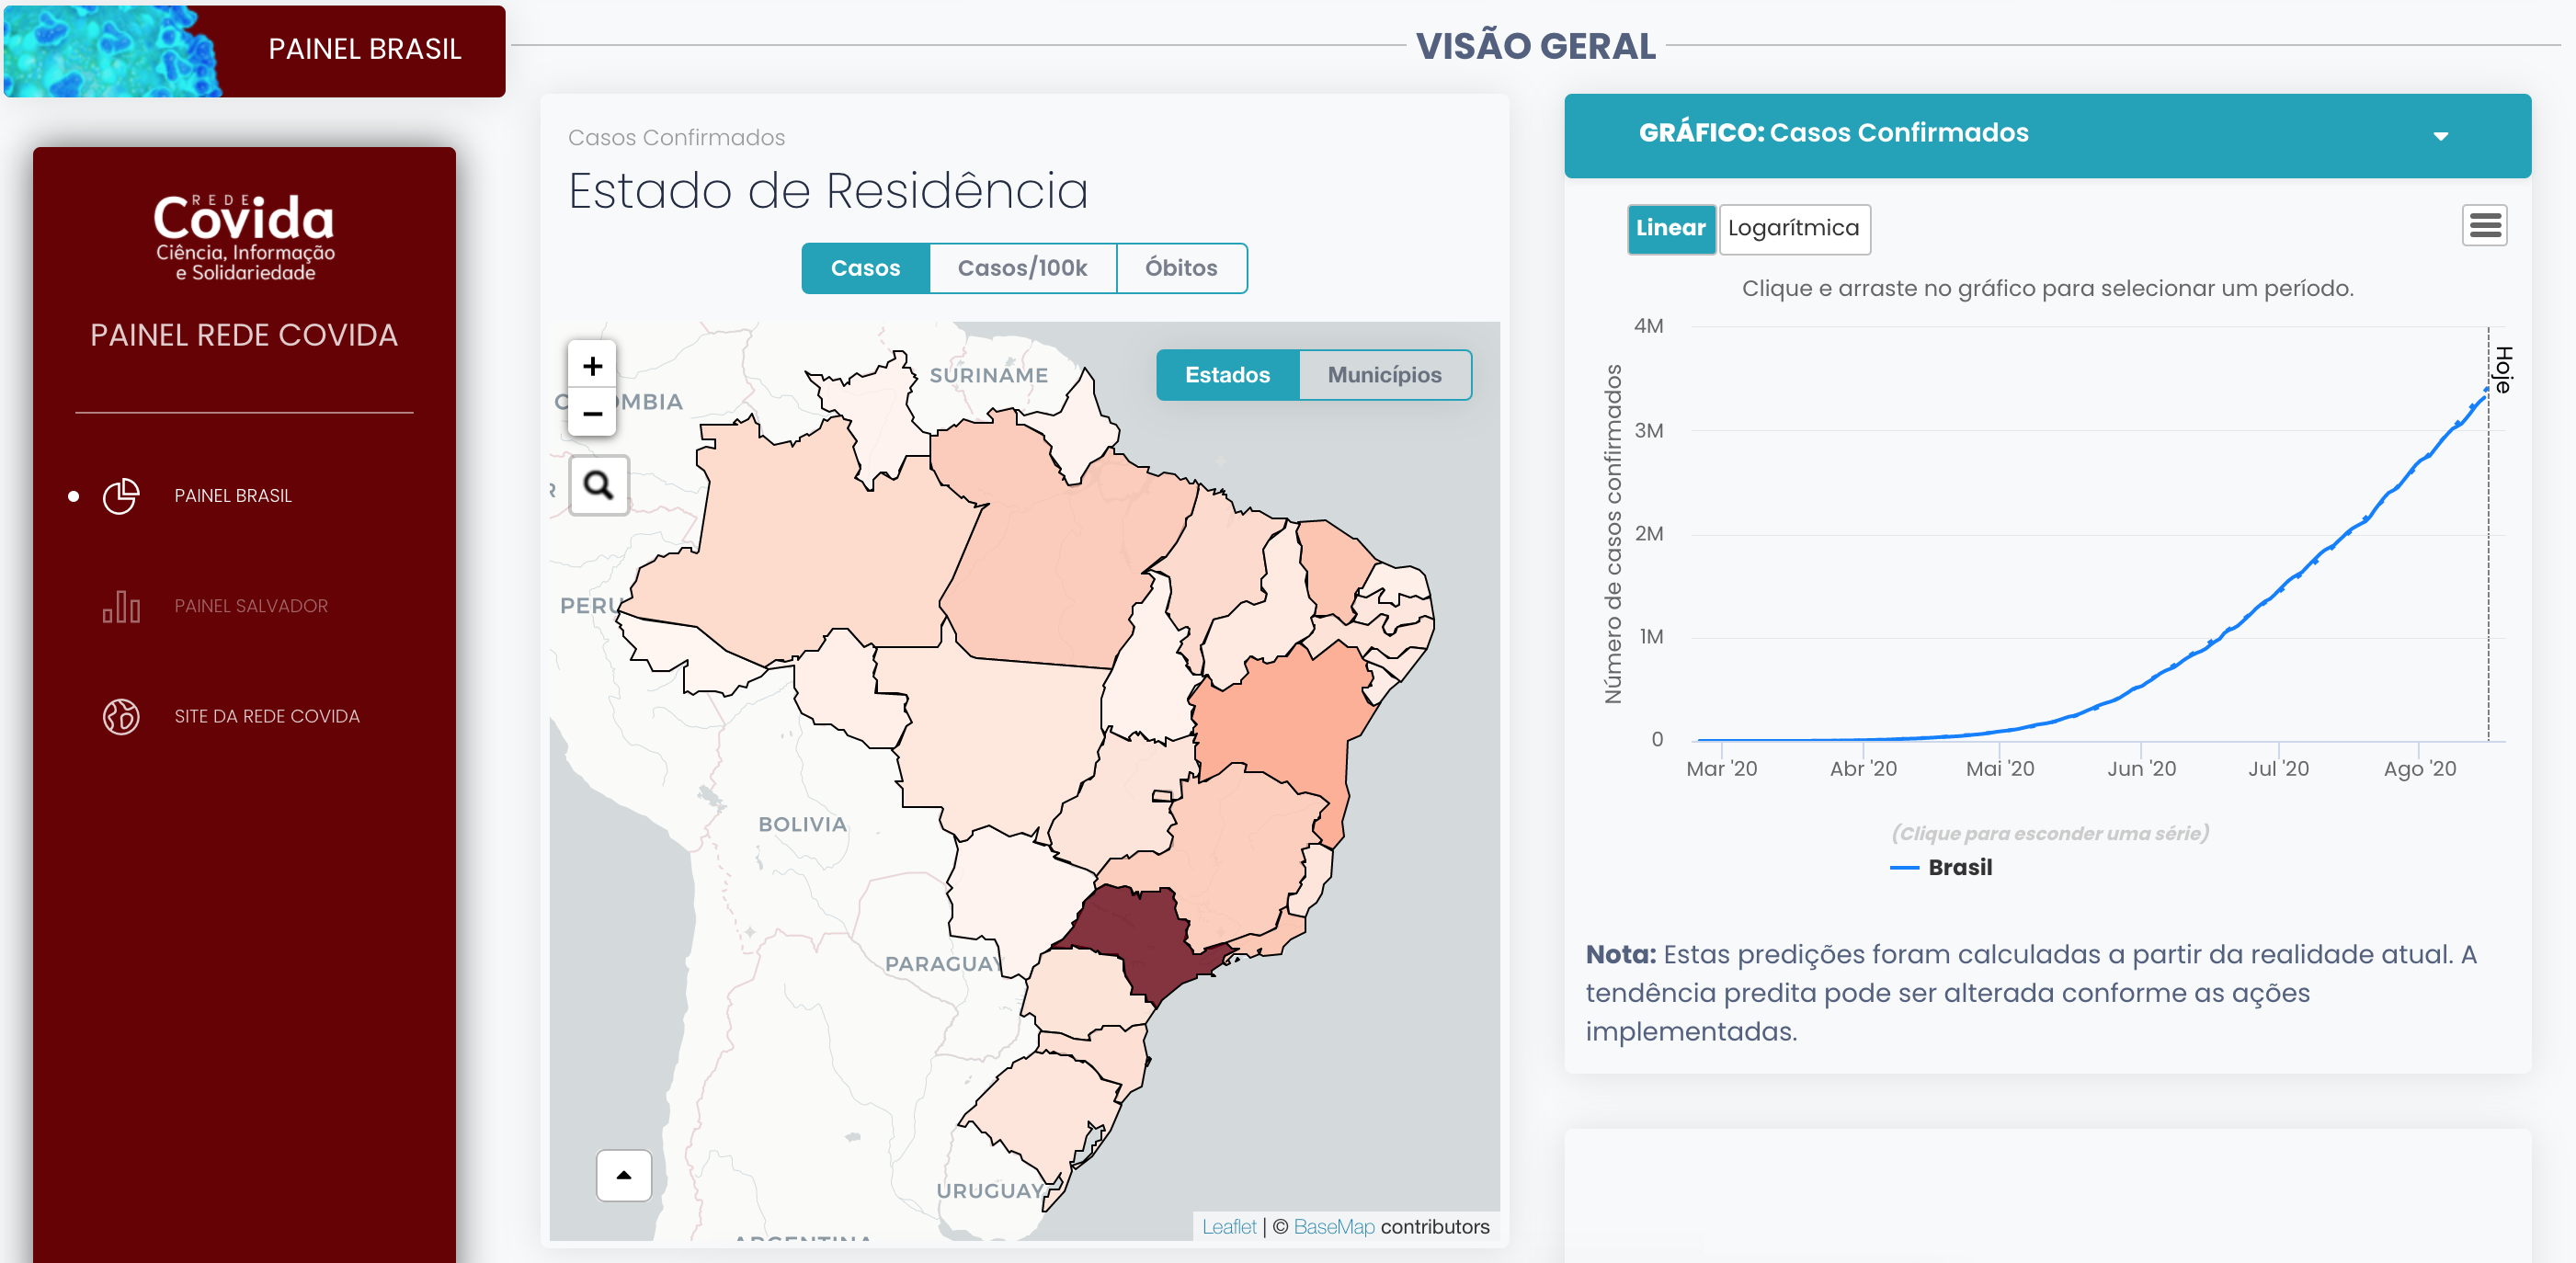 PAINEL BRASIL
REDE
Covida
Ciência, Informação
e Solidariedade
PAINEL REDE COVIDA
PAINEL BRASIL
PAINEL SALVADOR
SITE DA REDE COVIDA
VISÃO GERAL
Casos Confirmados
Estado de Residência
Casos
Casos/100k
Óbitos
+
−
Estados
Municípios
SURINAME
PERU
BOLIVIA
PARAGUAY
URUGUAY
ARGENTINA
Leaflet | © BaseMap contributors
GRÁFICO: Casos Confirmados
Linear
Logarítmica
Clique e arraste no gráfico para selecionar um período.
Número de casos confirmados
4M
3M
2M
1M
0
Hoje
Mar '20
Abr '20
Mai '20
Jun '20
Jul '20
Ago '20
(Clique para esconder uma série)
Brasil
Nota: Estas predições foram calculadas a partir da realidade atual. A
tendência predita pode ser alterada conforme as ações
implementadas.